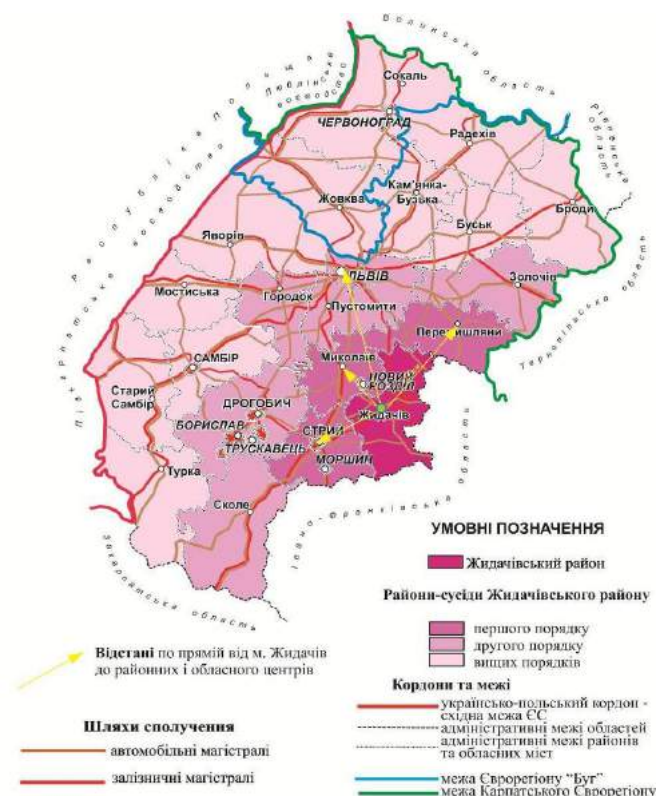 Волинська область
Республіка Польща
Люблінське
воєводство
Рівненська
область
Сокаль
ЧЕРВОНОГРАД
Радехів
Кам'янка-
Бузька
Жовква
Броди
Буськ
Яворів
ЛЬВІВ
Золочів
Мостиська
Городок
Пустомити
Підкарпатське воєводство
Тернопільська область
Перемишляни
Миколаїв
САМБІР
НОВИЙ
РОЗДІЛ
Старий
Самбір
ДРОГОБИЧ
Жидачів
БОРИСЛАВ
СТРИЙ
ТРУСКАВЕЦЬ
МОРШИН
Турка
Сколе
Івано-Франківська область
Закарпатська область
УМОВНІ ПОЗНАЧЕННЯ
Жидачівський район
Райони-сусіди Жидачівського району
першого порядку
другого порядку
вищих порядків
Відстані по прямій від м. Жидачів
до районних і обласного центрів
Кордони та межі
українсько-польський кордон -
східна межа ЄС
адміністративні межі областей
адміністративні межі районів
та обласних міст
межа Єврорегіону "Буг"
межа Карпатського Єврорегіону
Шляхи сполучення
автомобільні магістралі
залізничні магістралі